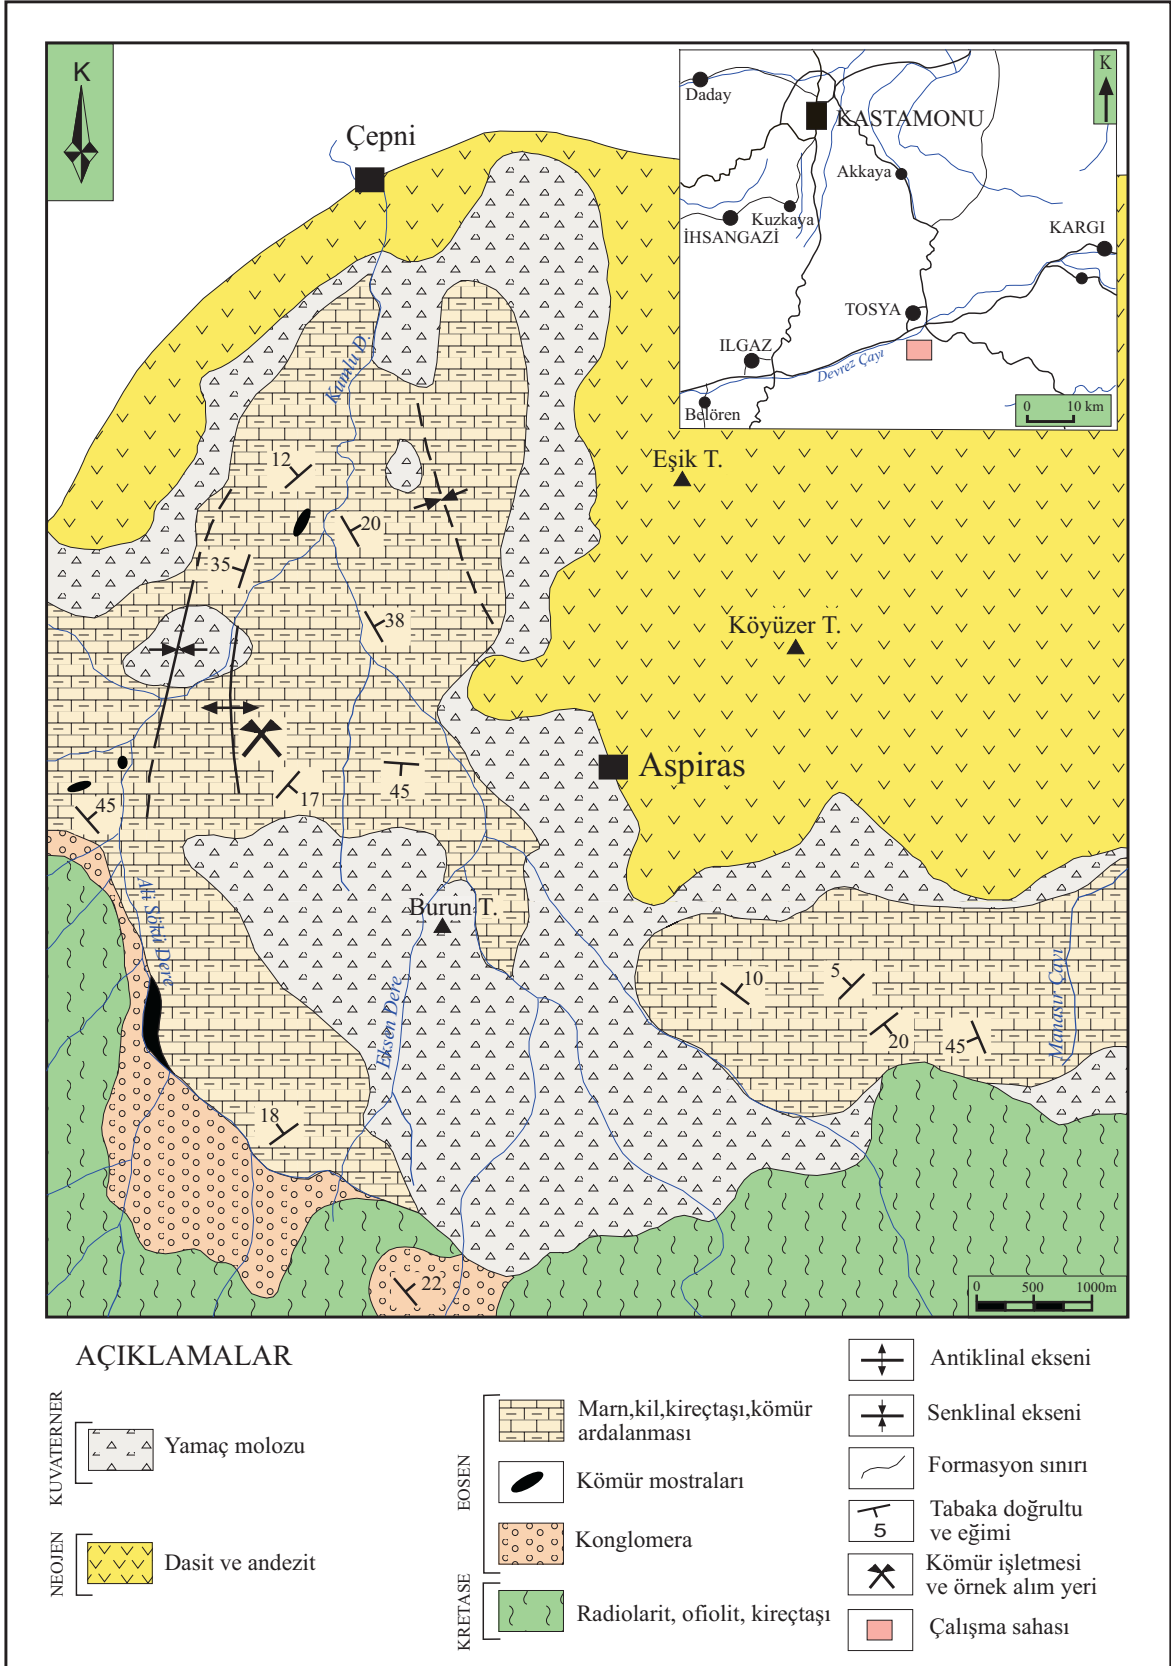 K
Çepni
K
Daday
KASTAMONU
Akkaya
Kuzkaya
İHSANGAZİ
KARGI
TOSYA
ILGAZ
Devrez Çayı
Belören
0 10 km
Kumlu D.
12
20
35
38
Eşik T.
Köyüzer T.
Aspiras
17
45
45
Ali Sökü Dere
Burun T.
Eksen Dere
10
5
20
45
Manasır Çayı
18
22
0 500 1000m
AÇIKLAMALAR
KUVATERNER
Yamaç molozu
NEOJEN
Dasit ve andezit
EOSEN
Marn,kil,kireçtaşı,kömür
ardalanması
Kömür mostraları
Konglomera
KRETASE
Radiolarit, ofiolit, kireçtaşı
Antiklinal ekseni
Senklinal ekseni
Formasyon sınırı
5
Tabaka doğrultu
ve eğimi
Kömür işletmesi
ve örnek alım yeri
Çalışma sahası